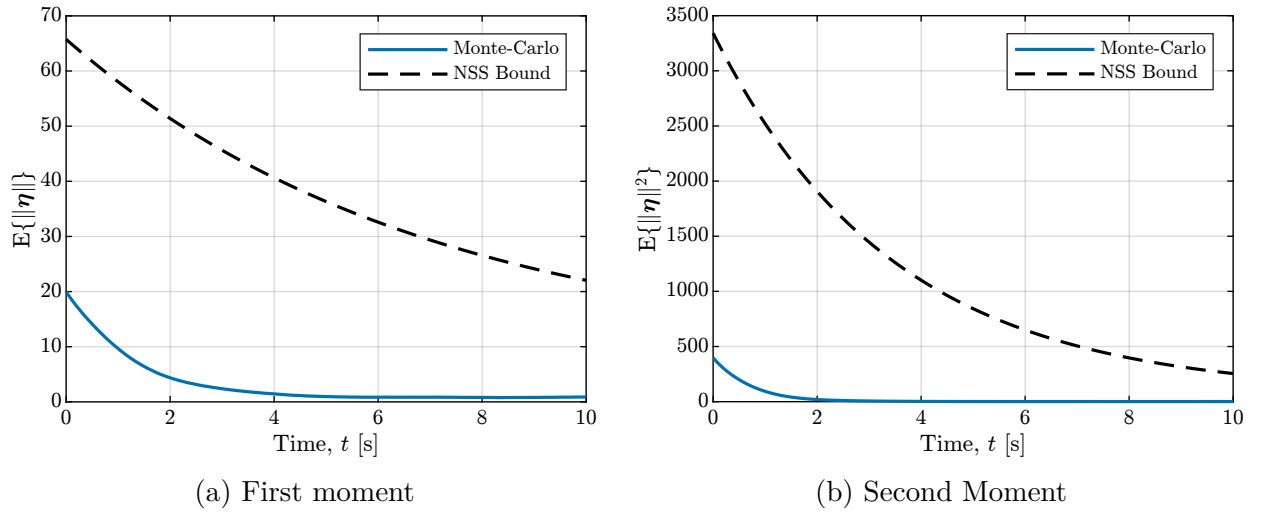 70
60
50
40
30
20
10
0
E{||η||}
Monte-Carlo
NSS Bound
0 2 4 6 8 10
Time, t [s]
(a) First moment
3500
3000
2500
2000
1500
1000
500
0
E{||η||²}
Monte-Carlo
NSS Bound
0 2 4 6 8 10
Time, t [s]
(b) Second Moment